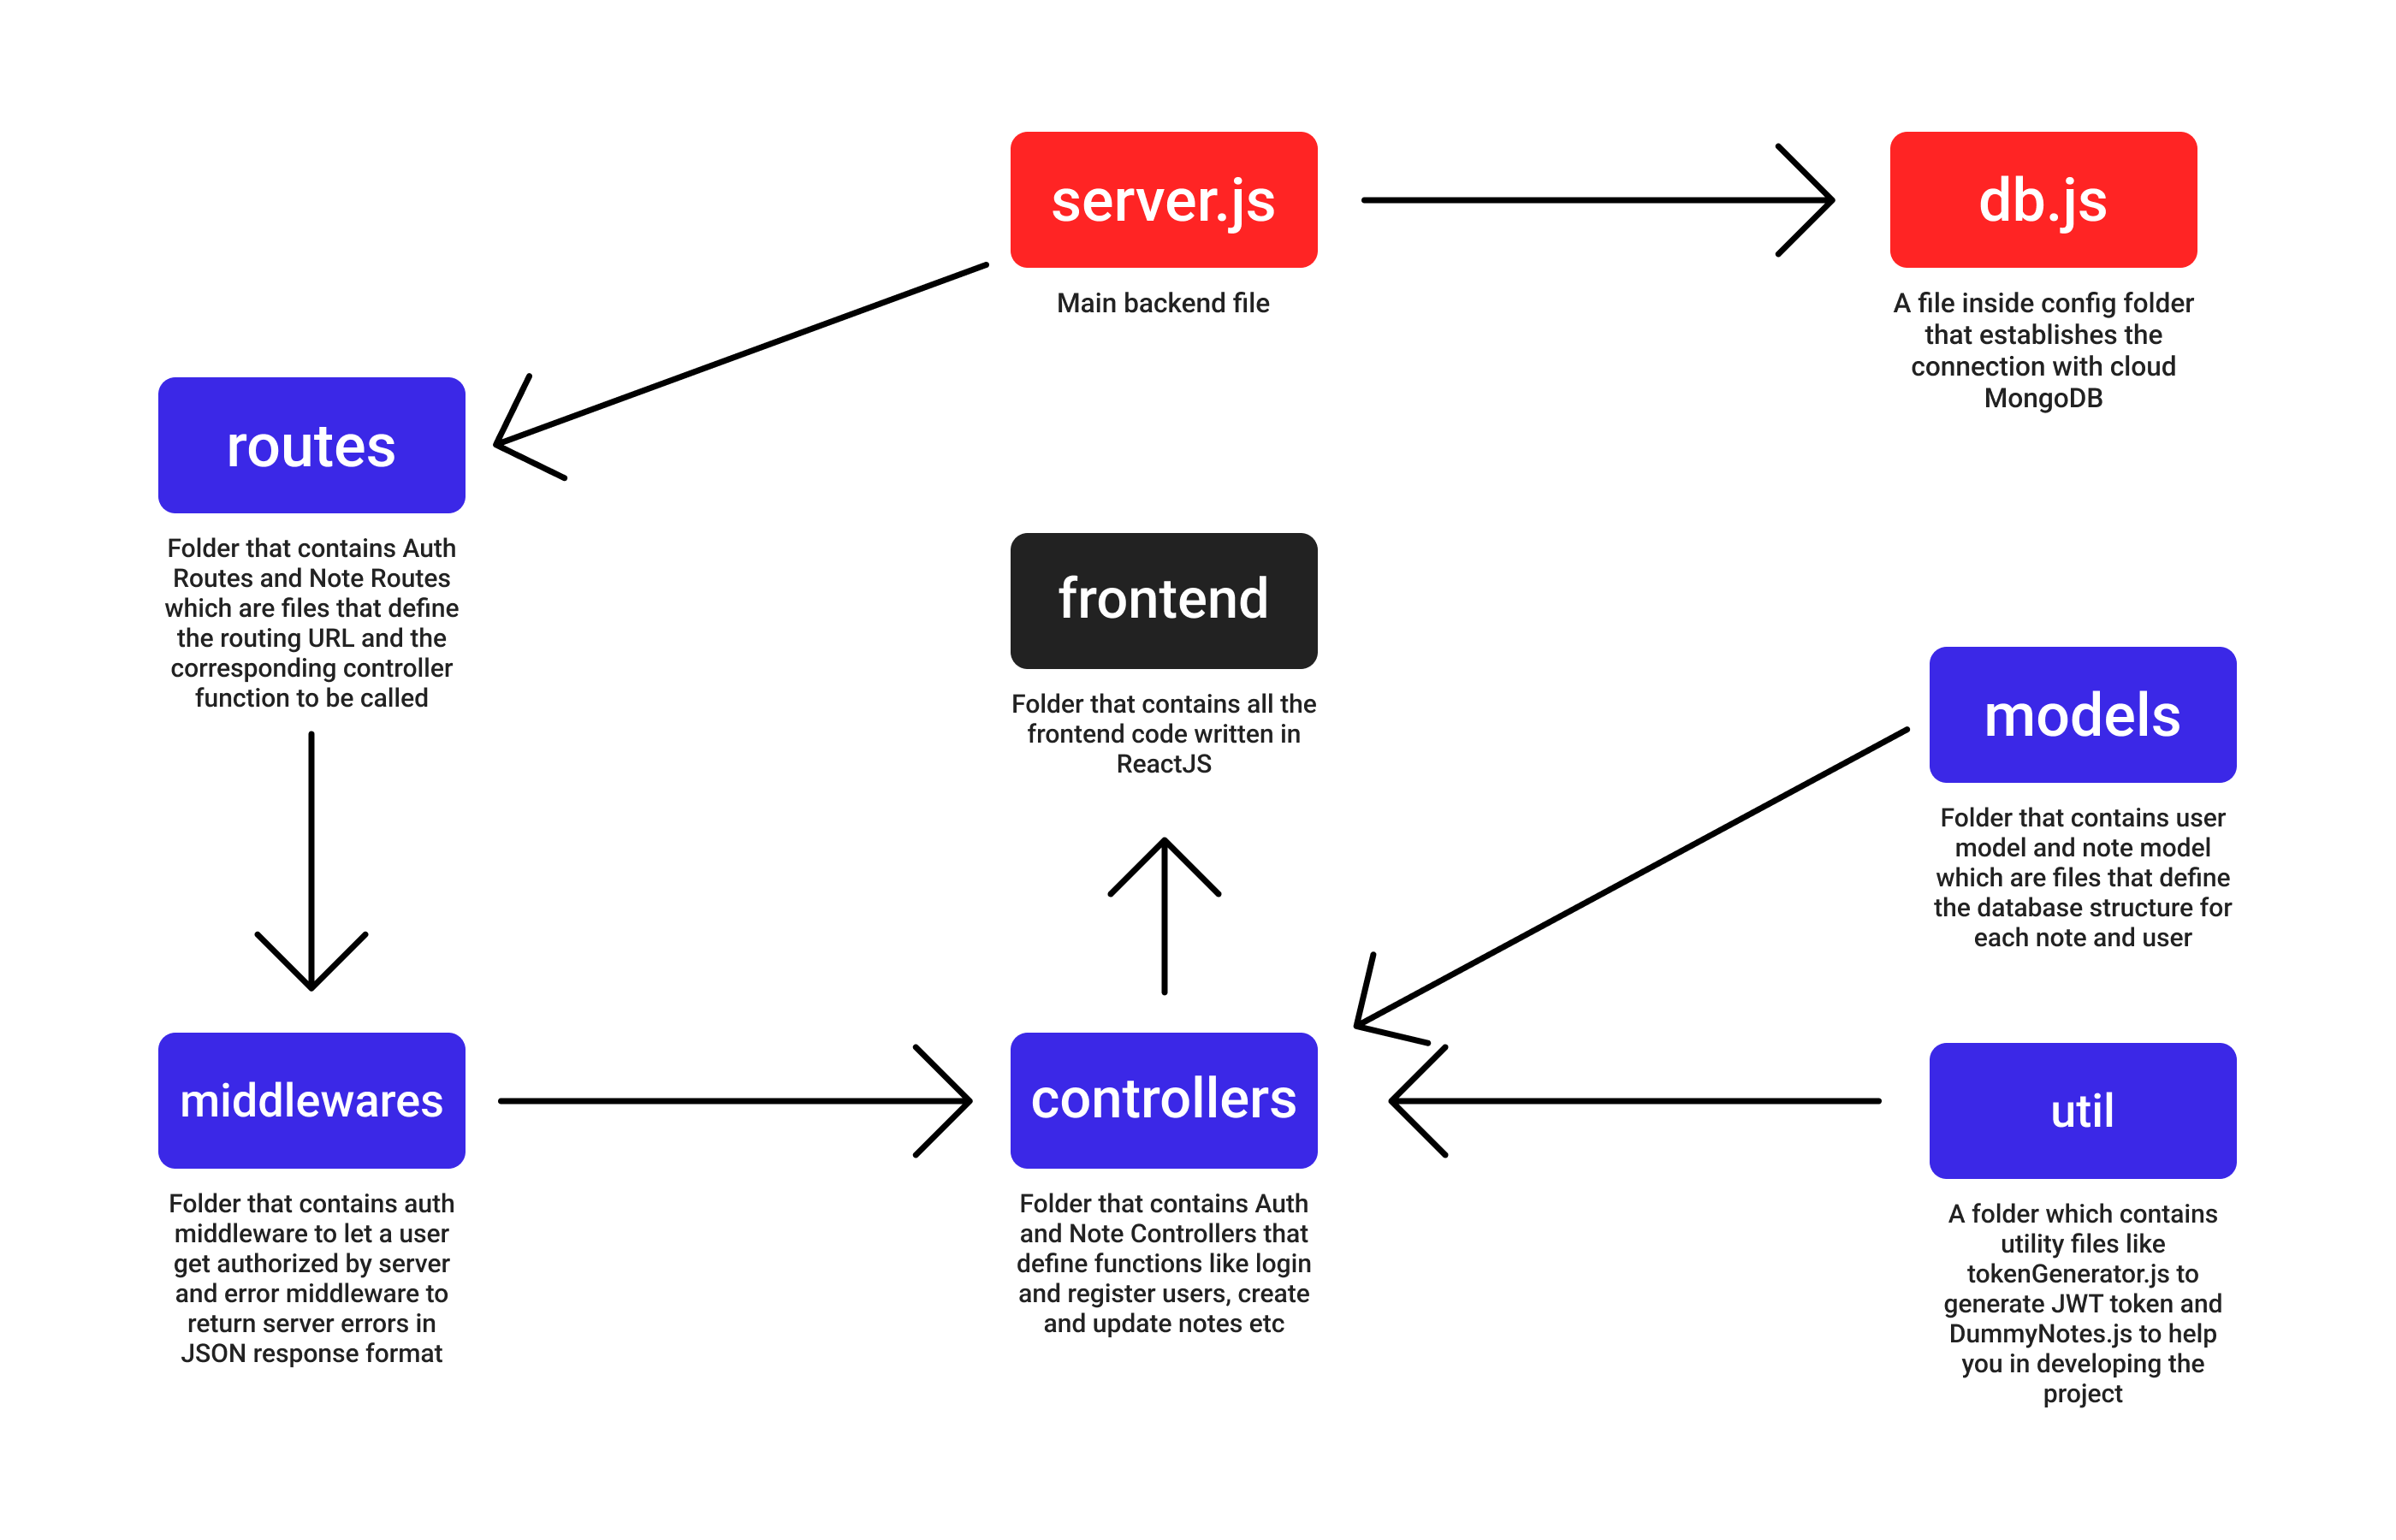 server.js
Main backend file
db.js
A file inside config folder
that establishes the
connection with cloud
MongoDB
routes
Folder that contains Auth
Routes and Note Routes
which are files that define
the routing URL and the
corresponding controller
function to be called
frontend
Folder that contains all the
frontend code written in
ReactJS
models
Folder that contains user
model and note model
which are files that define
the database structure for
each note and user
middlewares
Folder that contains auth
middleware to let a user
get authorized by server
and error middleware to
return server errors in
JSON response format
controllers
Folder that contains Auth
and Note Controllers that
define functions like login
and register users, create
and update notes etc
util
A folder which contains
utility files like
tokenGenerator.js to
generate JWT token and
DummyNotes.js to help
you in developing the
project